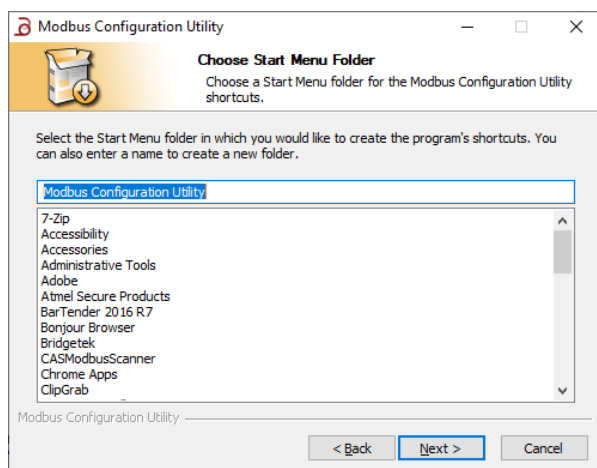 Modbus Configuration Utility
Choose Start Menu Folder
Choose a Start Menu folder for the Modbus Configuration Utility
shortcuts.
Select the Start Menu folder in which you would like to create the program's shortcuts. You
can also enter a name to create a new folder.
Modbus Configuration Utility
7-Zip
Accessibility
Accessories
Administrative Tools
Adobe
Atmel Secure Products
BarTender 2016 R7
Bonjour Browser
Bridgetek
CASModbusScanner
Chrome Apps
ClipGrab
Modbus Configuration Utility
< Back
Next >
Cancel